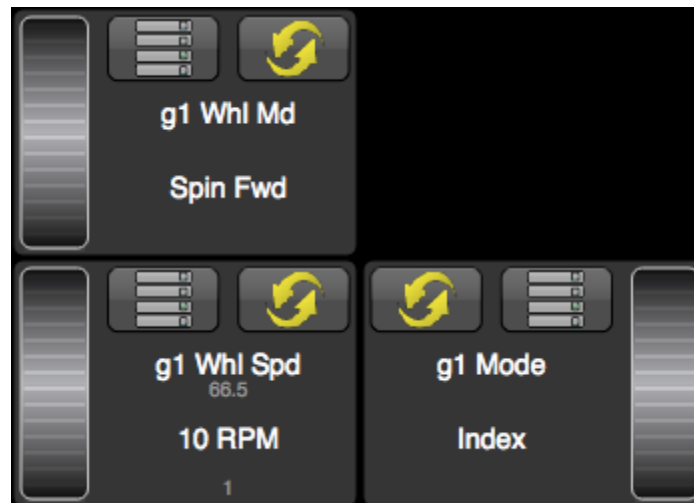 g1 Whl Md
Spin Fwd
g1 Whl Spd
66.5
10 RPM
1
g1 Mode
Index